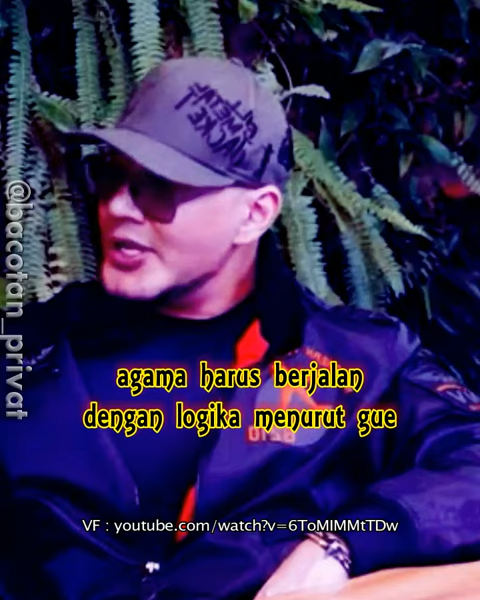 @bacotan_privat
agama harus berjalan
dengan logika menurut gue
VF : youtube.com/watch?v=6ToMIMMtTDw